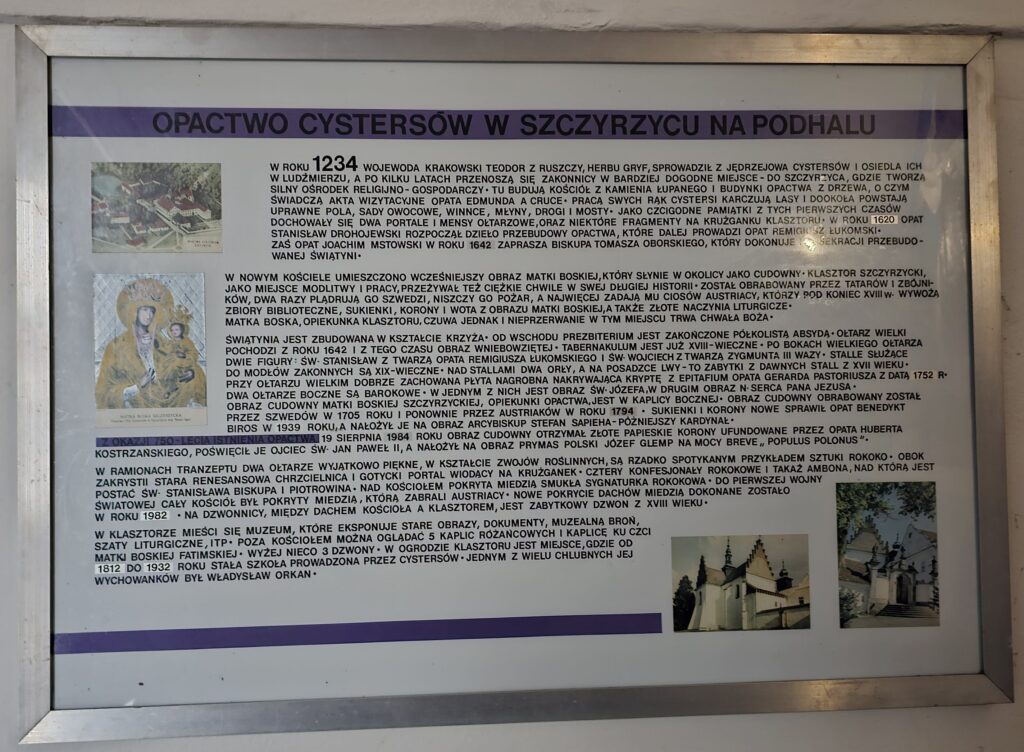 OPACTWO CYSTERSÓW W SZCZYRZYCU NA PODHALU
W ROKU 1234 WOJEWODA KRAKOWSKI TEODOR Z RUSZCZY, HERBU GRYF, SPROWADZIŁ Z JĘDRZEJOWA CYSTERSÓW I OSIEDLA ICH
W LUDŹMIERZU, A PO KILKU LATACH PRZENOSZĄ SIĘ ZAKONNICY W BARDZIEJ DOGODNE MIEJSCE - DO SZCZYRZYCA, GDZIE TWORZĄ
SILNY OŚRODEK RELIGIJNO - GOSPODARCZY • TU BUDUJĄ KOŚCIÓŁ Z KAMIENIA ŁUPANEGO I BUDYNKI OPACTWA Z DRZEWA, O CZYM
ŚWIADCZĄ AKTA WIZYTACYJNE OPATA EDMUNDA A CRUCE • PRACĄ SWYCH RĄK CYSTERSI KARCZUJĄ LASY I DOOKOŁA POWSTAJĄ
UPRAWNE POLA, SADY OWOCOWE, WINNCE, MŁYNY, DROGI I MOSTY • JAKO CZCIGODNE PAMIĄTKI Z TYCH PIERWSZYCH CZASÓW
DOCHOWAŁY SIĘ DWA PORTALE I MENSY OŁTARZOWE, ORAZ NIEKTÓRE FRAGMENTY NA KRUŻGANKU KLASZTORU • W ROKU 1620 OPAT
STANISŁAW DROHOJEWSKI ROZPOCZĄŁ DZIEŁO PRZEBUDOWY OPACTWA, KTÓRE DALEJ PROWADZI OPAT REMIGIUSZ ŁUKOMSKI •
ZAŚ OPAT JOACHIM MSTOWSKI W ROKU 1642 ZAPRASZA BISKUPA TOMASZA OBORSKIEGO, KTÓRY DOKONUJE SEKRACJI PRZEBUDO-
WANEJ ŚWIĄTYNI •
W NOWYM KOŚCIELE UMIESZCZONO WCZEŚNIEJSZY OBRAZ MATKI BOSKIEJ, KTÓRY SŁYNIE W OKOLICY JAKO CUDOWNY • KLASZTOR SZCZYRZYCKI,
JAKO MIEJSCE MODLITWY I PRACY, PRZEŻYWAŁ TEŻ CIĘŻKIE CHWILE W SWEJ DŁUGIEJ HISTORII • ZOSTAŁ OBRABOWANY PRZEZ TATARÓW I ZBÓJNI-
KÓW, DWA RAZY PLĄDRUJĄ GO SZWEDZI, NISZCZY GO POŻAR, A NAJWIĘCEJ ZADAJĄ MU CIOSÓW AUSTRIACY, KTÓRZY POD KONIEC XVIII w • WYWOŻĄ
ZBIORY BIBLIOTECZNE, SUKIENKI, KORONY I WOTA Z OBRAZU MATKI BOSKIEJ, A TAKŻE ZŁOTE NACZYNIA LITURGICZE •
MATKA BOSKA, OPIEKUNKA KLASZTORU, CZUWA JEDNAK I NIEPRZERWANIE W TYM MIEJSCU TRWA CHWAŁA BOŻA •
ŚWIĄTYNIA JEST ZBUDOWANA W KSZTAŁCIE KRZYŻA • OD WSCHODU PREZBITERIUM JEST ZAKOŃCZONE PÓŁKOLISTĄ ABSYDĄ • OŁTARZ WIELKI
POCHODZI Z ROKU 1642 I Z TEGO CZASU OBRAZ WNIEBOWZIĘTEJ • TABERNAKULUM JEST JUŻ XVIII-WIECZNE • PO BOKACH WIELKIEGO OŁTARZA
DWIE FIGURY: ŚW• STANISŁAW Z TWARZĄ OPATA REMIGIUSZA ŁUKOMSKIEGO I ŚW• WOJCIECH Z TWARZĄ ZYGMUNTA III WAZY • STALLE SŁUŻĄCE
DO MODŁÓW ZAKONNYCH SĄ XIX-WIECZNE • NAD STALLAMI DWA ORŁY, A NA POSADZCE LWY - TO ZABYTKI Z DAWNYCH STALL Z XVII WIEKU •
PRZY OŁTARZU WIELKIM DOBRZE ZACHOWANA PŁYTA NAGROBNA NAKRYWAJĄCA KRYPTĘ Z EPITAFIUM OPATA GERARDA PASTORIUSZA Z DATĄ 1752 R•
DWA OŁTARZE BOCZNE SĄ BAROKOWE • W JEDNYM Z NICH JEST OBRAZ ŚW• JÓZEFA, W DRUGIM OBRAZ N• SERCA PANA JEZUSA •
OBRAZ CUDOWNY MATKI BOSKIEJ SZCZYRZYCKIEJ, OPIEKUNKI OPACTWA, JEST W KAPLICY BOCZNEJ • OBRAZ CUDOWNY OBRABOWANY ZOSTAŁ
PRZEZ SZWEDÓW W 1705 ROKU I PONOWNIE PRZEZ AUSTRIAKÓW W ROKU 1794 • SUKIENKI I KORONY NOWE SPRAWIŁ OPAT BENEDYKT
BIROS W 1939 ROKU, A NAŁOŻYŁ JE NA OBRAZ ARCYBISKUP STEFAN SAPIEHA - PÓŹNIEJSZY KARDYNAŁ •
Z OKAZJI 750-LECIA ISTNIENIA OPACTWA, 19 SIERPNIA 1984 ROKU OBRAZ CUDOWNY OTRZYMAŁ ZŁOTE PAPIESKIE KORONY UFUNDOWANE PRZEZ OPATA HUBERTA
KOSTRZAŃSKIEGO, POŚWIĘCIŁ JE OJCIEC ŚW• JAN PAWEŁ II, A NAŁOŻYŁ NA OBRAZ PRYMAS POLSKI JÓZEF GLEMP NA MOCY BREVE „ POPULUS POLONUS " •
W RAMIONACH TRANZEPTU DWA OŁTARZE WYJĄTKOWO PIĘKNE, W KSZTAŁCIE ZWOJÓW ROŚLINNYCH, SĄ RZADKO SPOTYKANYM PRZYKŁADEM SZTUKI ROKOKO • OBOK
ZAKRYSTII STARA RENESANSOWA CHRZCIELNICA I GOTYCKI PORTAL WIODĄCY NA KRUŻGANEK • CZTERY KONFESJONAŁY ROKOKOWE I TAKAŻ AMBONA, NAD KTÓRĄ JEST
POSTAĆ ŚW• STANISŁAWA BISKUPA I PIOTROWINA • NAD KOŚCIOŁEM POKRYTA MIEDZIĄ SMUKŁA SYGNATURKA ROKOKOWA • DO PIERWSZEJ WOJNY
ŚWIATOWEJ CAŁY KOŚCIÓŁ BYŁ POKRYTY MIEDZIĄ, KTÓRĄ ZABRALI AUSTRIACY • NOWE POKRYCIE DACHÓW MIEDZIĄ DOKONANE ZOSTAŁO
W ROKU 1982 • NA DZWONNICY, MIĘDZY DACHEM KOŚCIOŁA A KLASZTOREM, JEST ZABYTKOWY DZWON Z XVIII WIEKU •
W KLASZTORZE MIEŚCI SIĘ MUZEUM, KTÓRE EKSPONUJE STARE OBRAZY, DOKUMENTY, MUZEALNĄ BROŃ,
SZATY LITURGICZNE, ITP • POZA KOŚCIOŁEM MOŻNA OGLĄDAĆ 5 KAPLIC RÓŻANCOWYCH I KAPLICĘ KU CZCI
MATKI BOSKIEJ FATIMSKIEJ • WYŻEJ NIECO 3 DZWONY • W OGRODZIE KLASZTORU JEST MIEJSCE, GDZIE OD
1812 DO 1932 ROKU STAŁA SZKOŁA PROWADZONA PRZEZ CYSTERSÓW • JEDNYM Z WIELU CHLUBNYCH JEJ
WYCHOWANKÓW BYŁ WŁADYSŁAW ORKAN •
MATKA BOSKA SZCZYRZYCKA